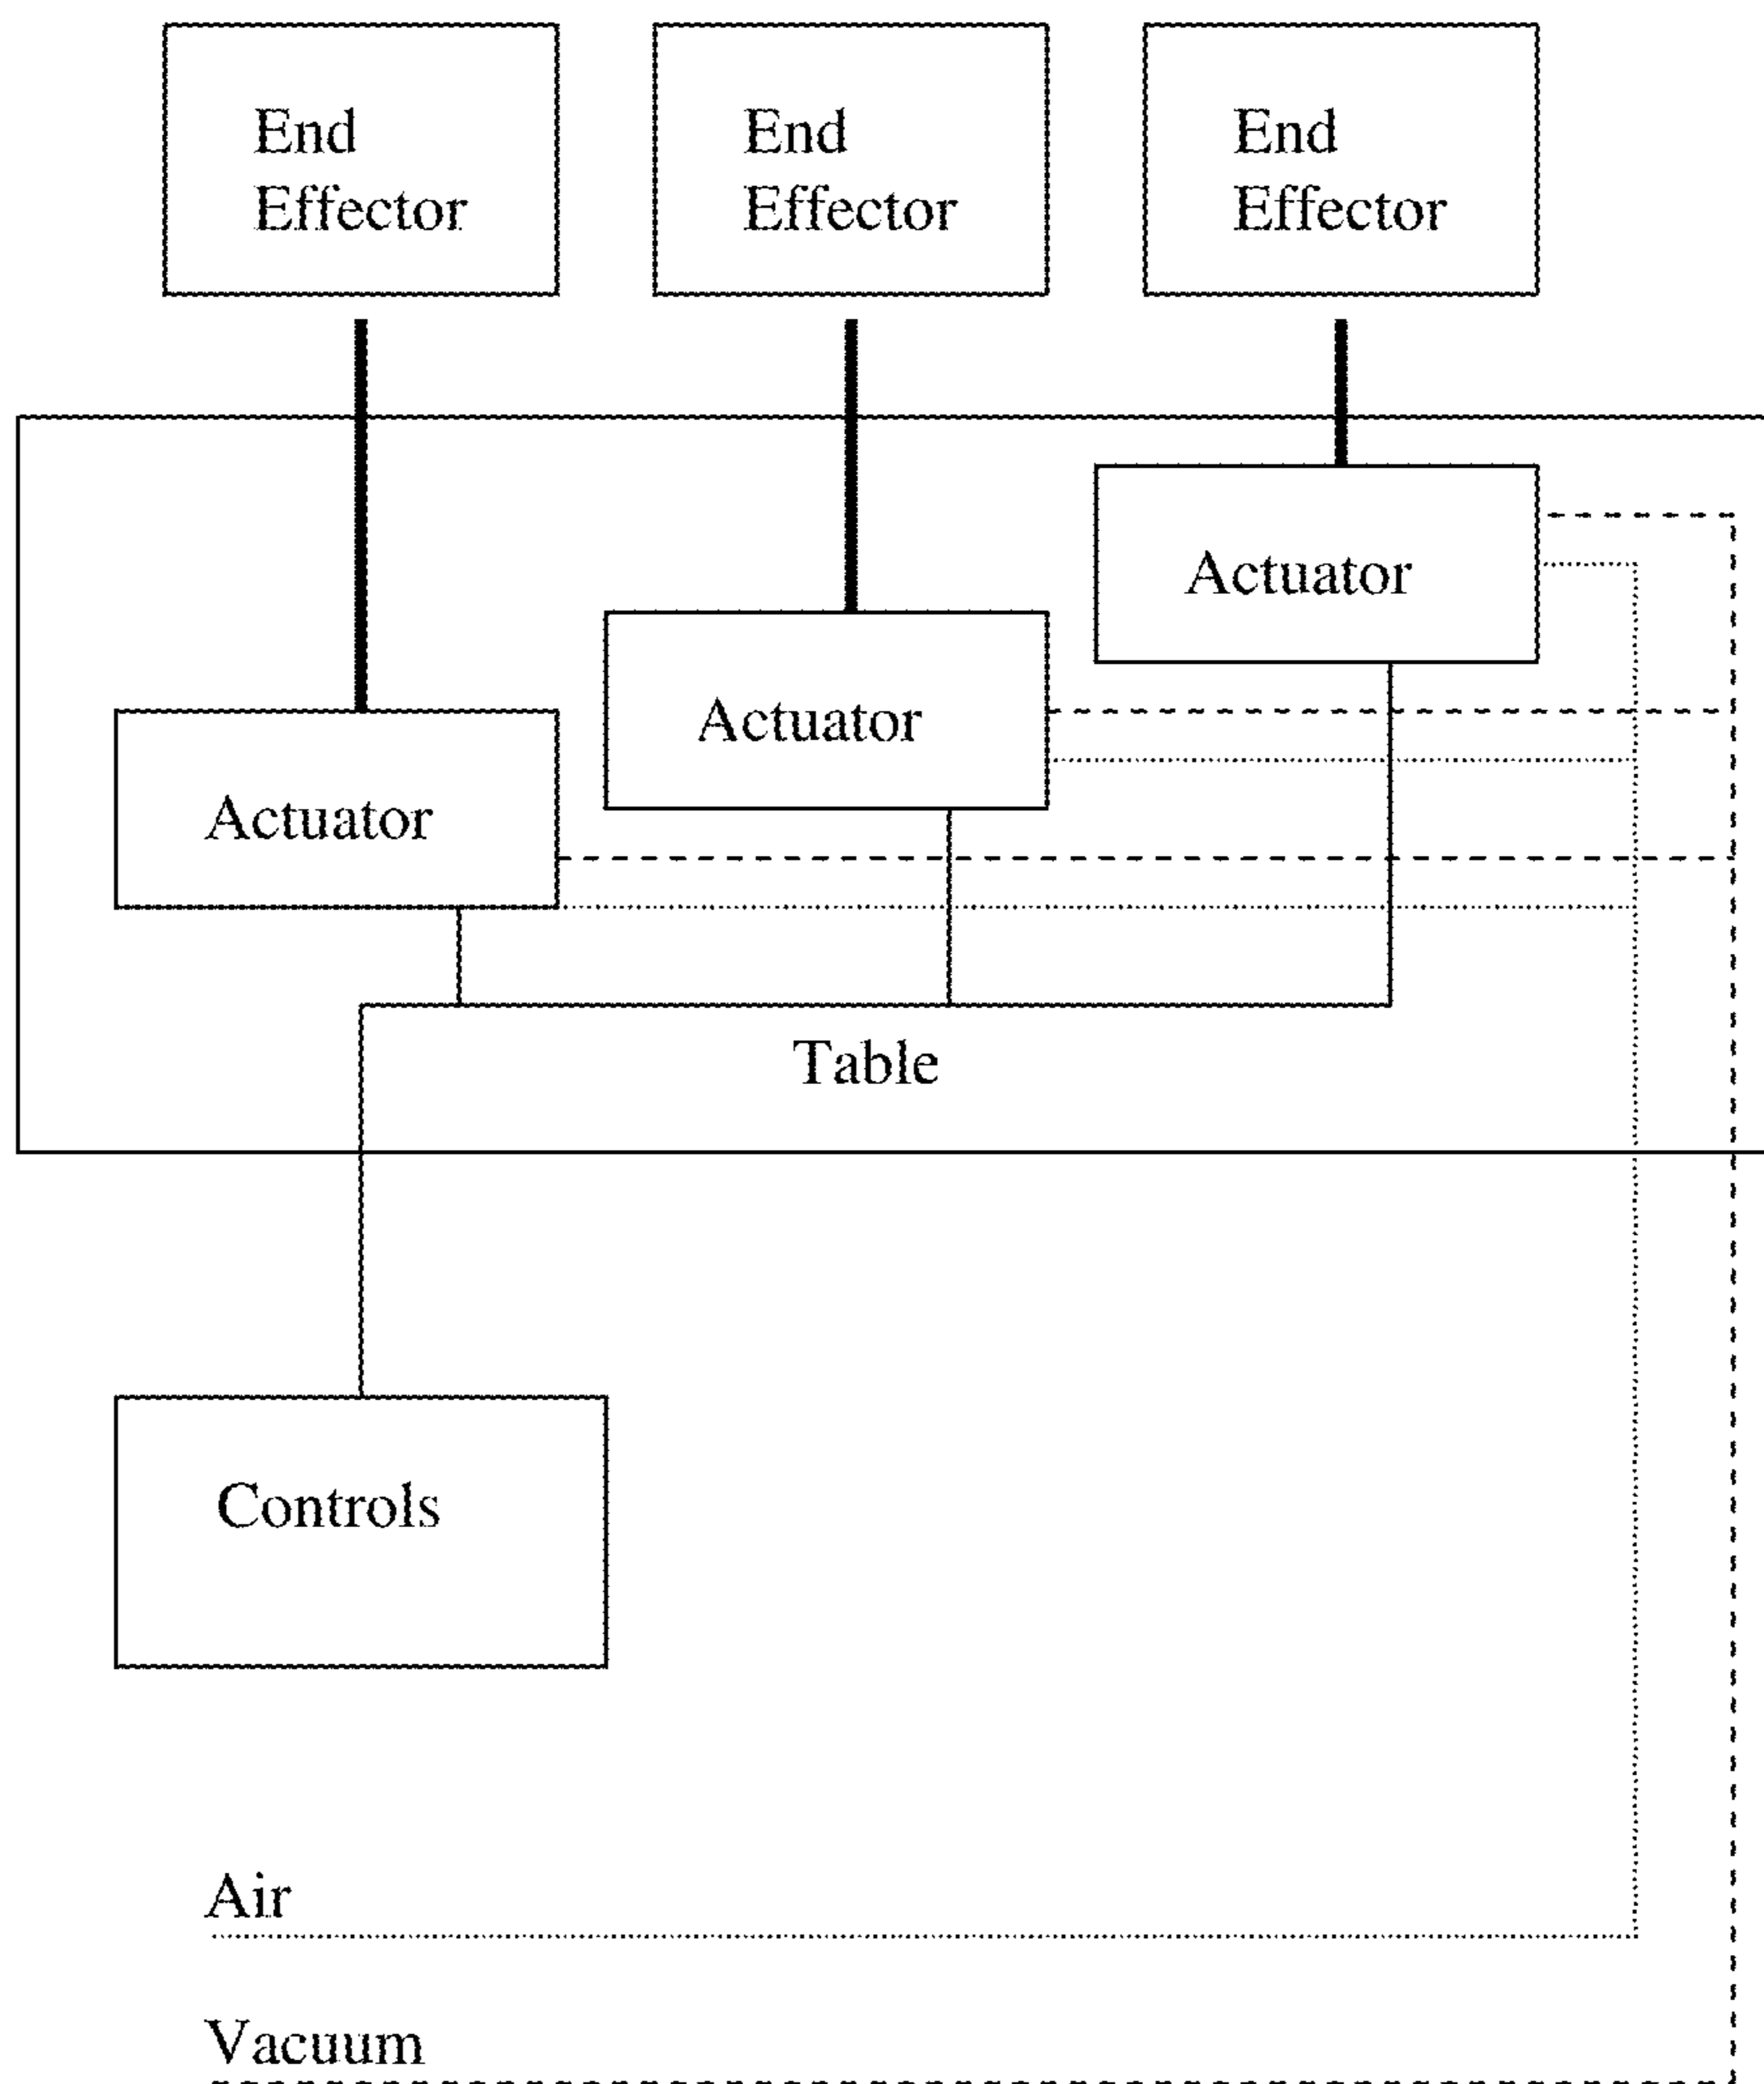 End
Effector
End
Effector
End
Effector
Actuator
Actuator
Actuator
Table
Controls
Air
Vacuum